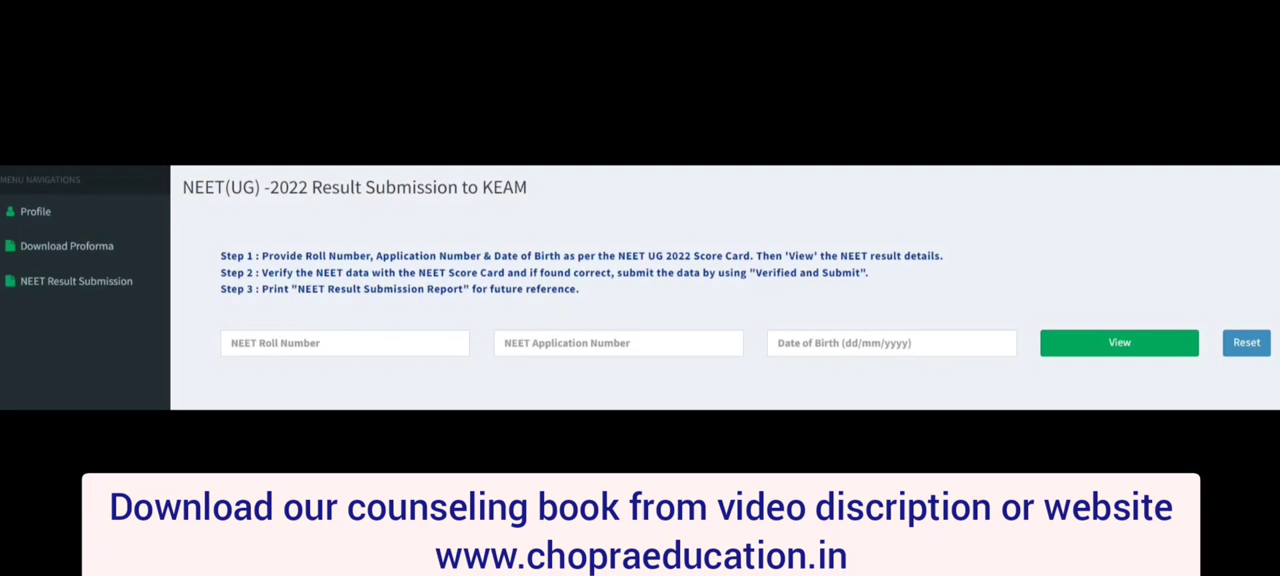 MENU NAVIGATIONS
Profile
Download Proforma
NEET Result Submission
NEET(UG) -2022 Result Submission to KEAM
Step 1 : Provide Roll Number, Application Number & Date of Birth as per the NEET UG 2022 Score Card. Then 'View' the NEET result details.
Step 2 : Verify the NEET data with the NEET Score Card and if found correct, submit the data by using "Verified and Submit".
Step 3 : Print "NEET Result Submission Report" for future reference.
NEET Roll Number
NEET Application Number
Date of Birth (dd/mm/yyyy)
View
Reset
Download our counseling book from video discription or website
www.chopraeducation.in